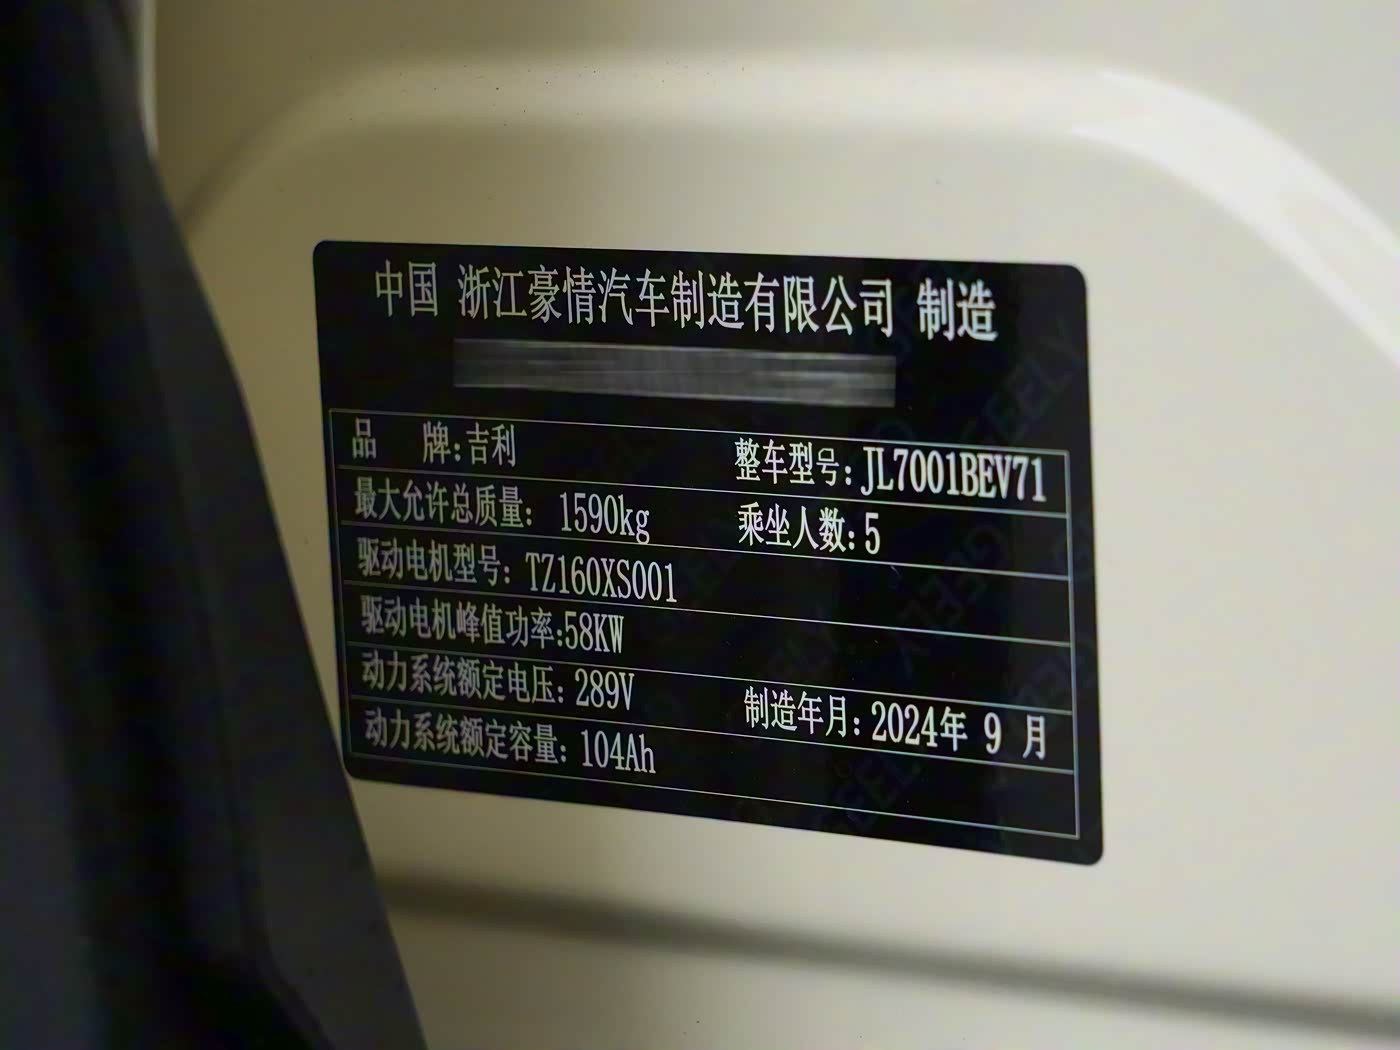 中国 浙江豪情汽车制造有限公司 制造
品 牌:吉利 整车型号:JL7001BEV71
最大允许总质量: 1590kg 乘坐人数:5
驱动电机型号: TZ160XS001
驱动电机峰值功率:58KW
动力系统额定电压: 289V 制造年月: 2024年 9 月
动力系统额定容量: 104Ah